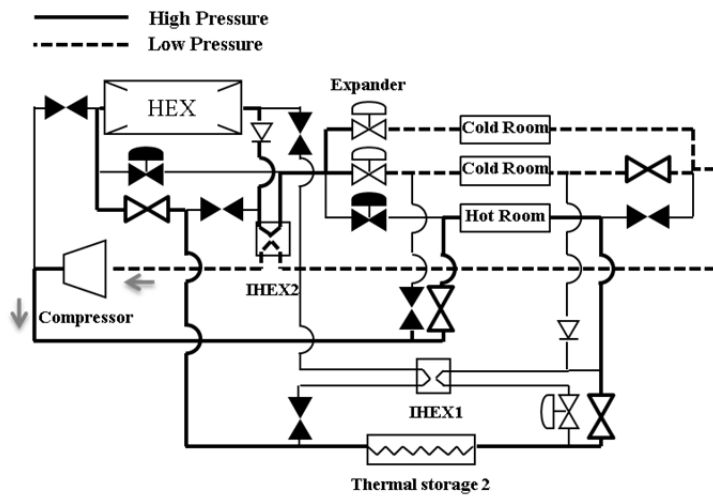 High Pressure
Low Pressure
Expander
HEX
Cold Room
Cold Room
Hot Room
IHEX2
Compressor
IHEX1
Thermal storage 2